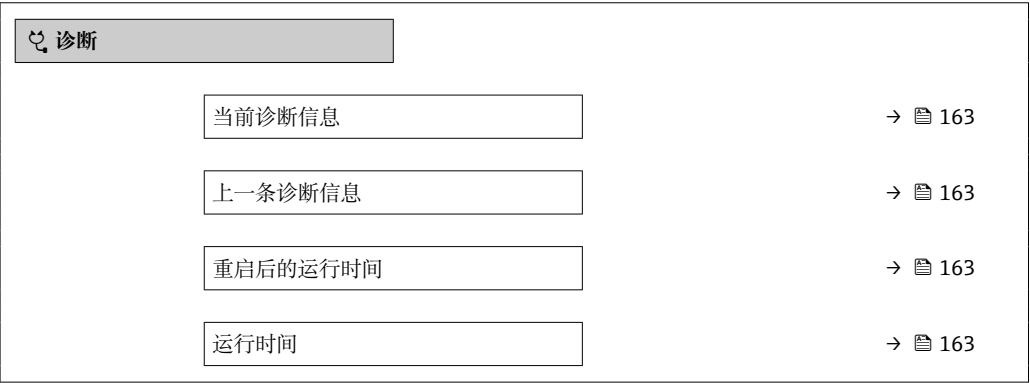 诊断
当前诊断信息 → 163
上一条诊断信息 → 163
重启后的运行时间 → 163
运行时间 → 163